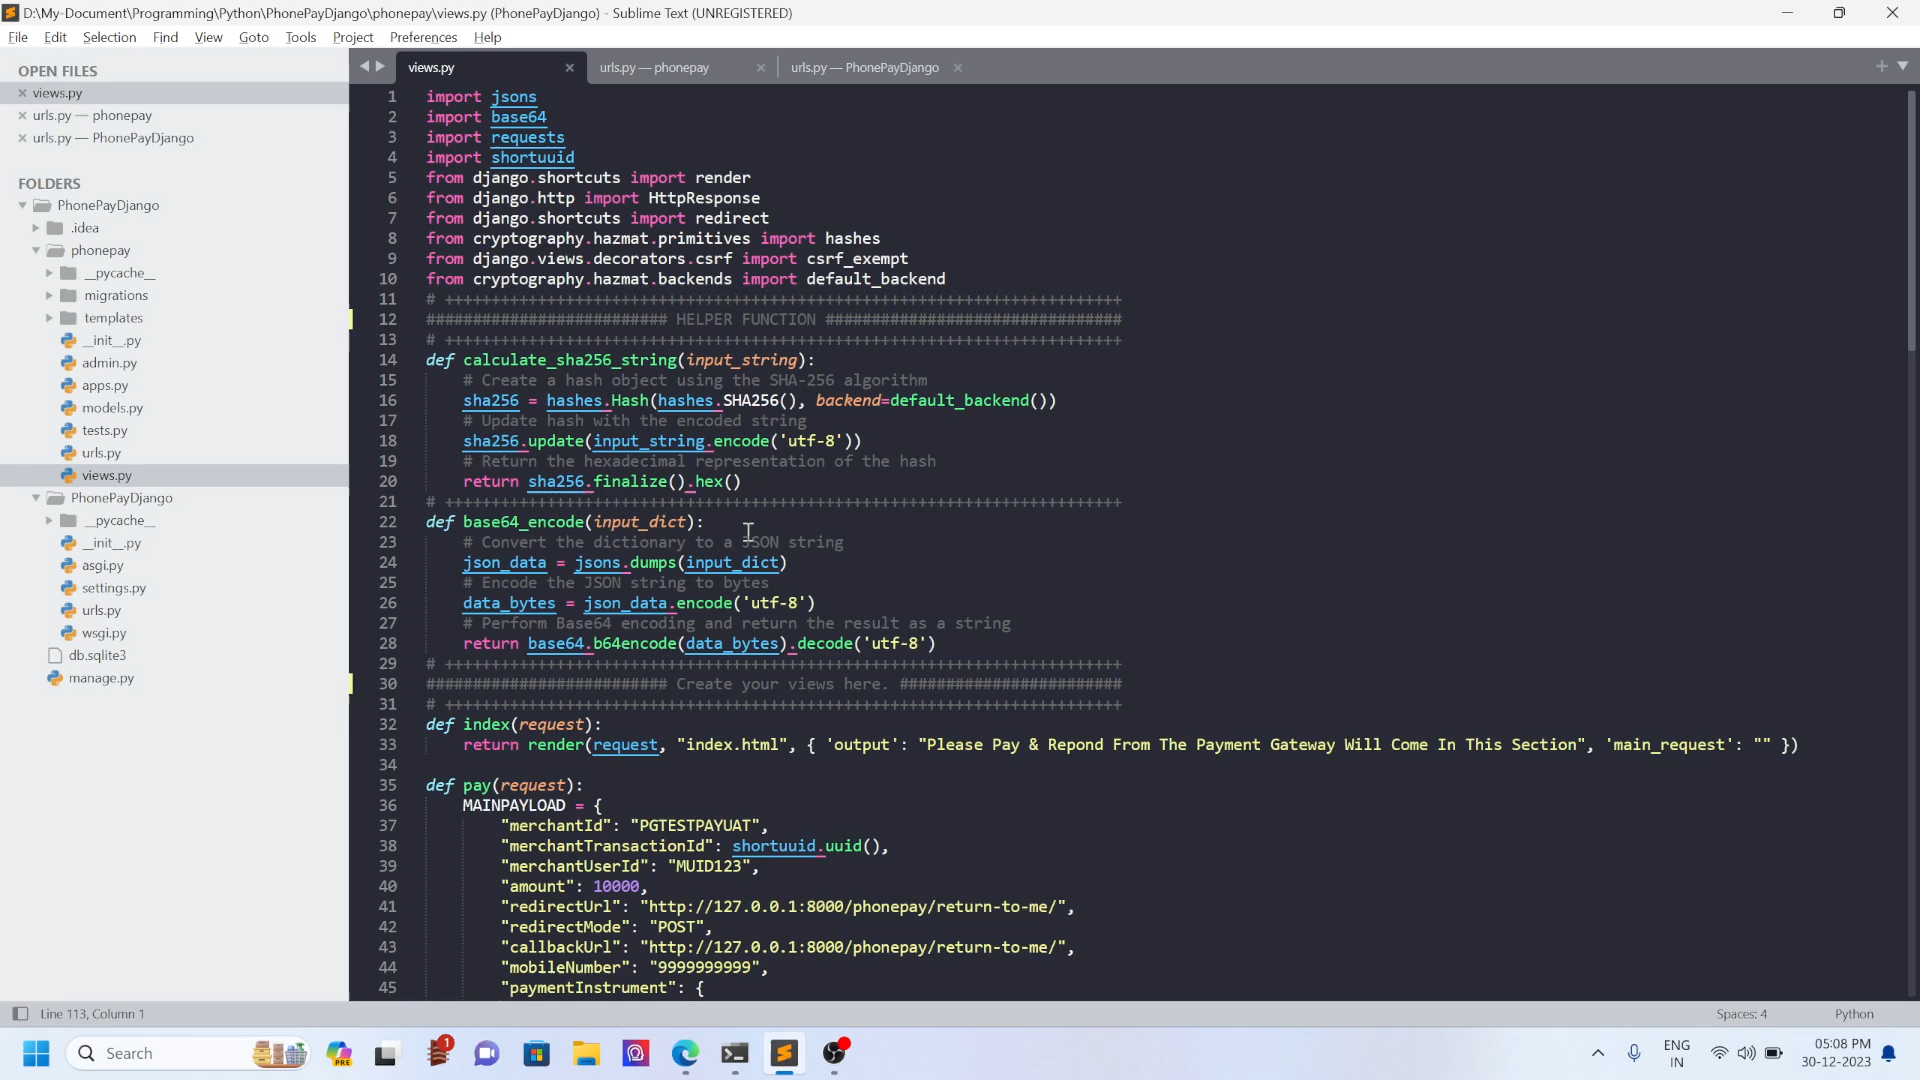 D:\My-Document\Programming\Python\PhonePayDjango\phonepay\views.py (PhonePayDjango) - Sublime Text (UNREGISTERED)
File Edit Selection Find View Goto Tools Project Preferences Help
OPEN FILES
views.py
urls.py — phonepay
urls.py — PhonePayDjango
FOLDERS
PhonePayDjango
.idea
phonepay
__pycache__
migrations
templates
__init__.py
admin.py
apps.py
models.py
tests.py
urls.py
views.py
PhonePayDjango
__pycache__
__init__.py
asgi.py
settings.py
urls.py
wsgi.py
db.sqlite3
manage.py
views.py urls.py — phonepay urls.py — PhonePayDjango
1 import jsons
2 import base64
3 import requests
4 import shortuuid
5 from django.shortcuts import render
6 from django.http import HttpResponse
7 from django.shortcuts import redirect
8 from cryptography.hazmat.primitives import hashes
9 from django.views.decorators.csrf import csrf_exempt
10 from cryptography.hazmat.backends import default_backend
11 # +++++++++++++++++++++++++++++++++++++++++++++++++++++++++++++++++++++++++
12 ########################## HELPER FUNCTION ################################
13 # +++++++++++++++++++++++++++++++++++++++++++++++++++++++++++++++++++++++++
14 def calculate_sha256_string(input_string):
15 # Create a hash object using the SHA-256 algorithm
16 sha256 = hashes.Hash(hashes.SHA256(), backend=default_backend())
17 # Update hash with the encoded string
18 sha256.update(input_string.encode('utf-8'))
19 # Return the hexadecimal representation of the hash
20 return sha256.finalize().hex()
21 # +++++++++++++++++++++++++++++++++++++++++++++++++++++++++++++++++++++++++
22 def base64_encode(input_dict):
23 # Convert the dictionary to a JSON string
24 json_data = jsons.dumps(input_dict)
25 # Encode the JSON string to bytes
26 data_bytes = json_data.encode('utf-8')
27 # Perform Base64 encoding and return the result as a string
28 return base64.b64encode(data_bytes).decode('utf-8')
29 # +++++++++++++++++++++++++++++++++++++++++++++++++++++++++++++++++++++++++
30 ########################## Create your views here. ########################
31 # +++++++++++++++++++++++++++++++++++++++++++++++++++++++++++++++++++++++++
32 def index(request):
33 return render(request, "index.html", { 'output': "Please Pay & Repond From The Payment Gateway Will Come In This Section", 'main_request': "" })
34
35 def pay(request):
36 MAINPAYLOAD = {
37 "merchantId": "PGTESTPAYUAT",
38 "merchantTransactionId": shortuuid.uuid(),
39 "merchantUserId": "MUID123",
40 "amount": 10000,
41 "redirectUrl": "http://127.0.0.1:8000/phonepay/return-to-me/",
42 "redirectMode": "POST",
43 "callbackUrl": "http://127.0.0.1:8000/phonepay/return-to-me/",
44 "mobileNumber": "9999999999",
45 "paymentInstrument": {
Line 113, Column 1 Spaces: 4 Python
Search PRE 1 ENG IN 05:08 PM 30-12-2023